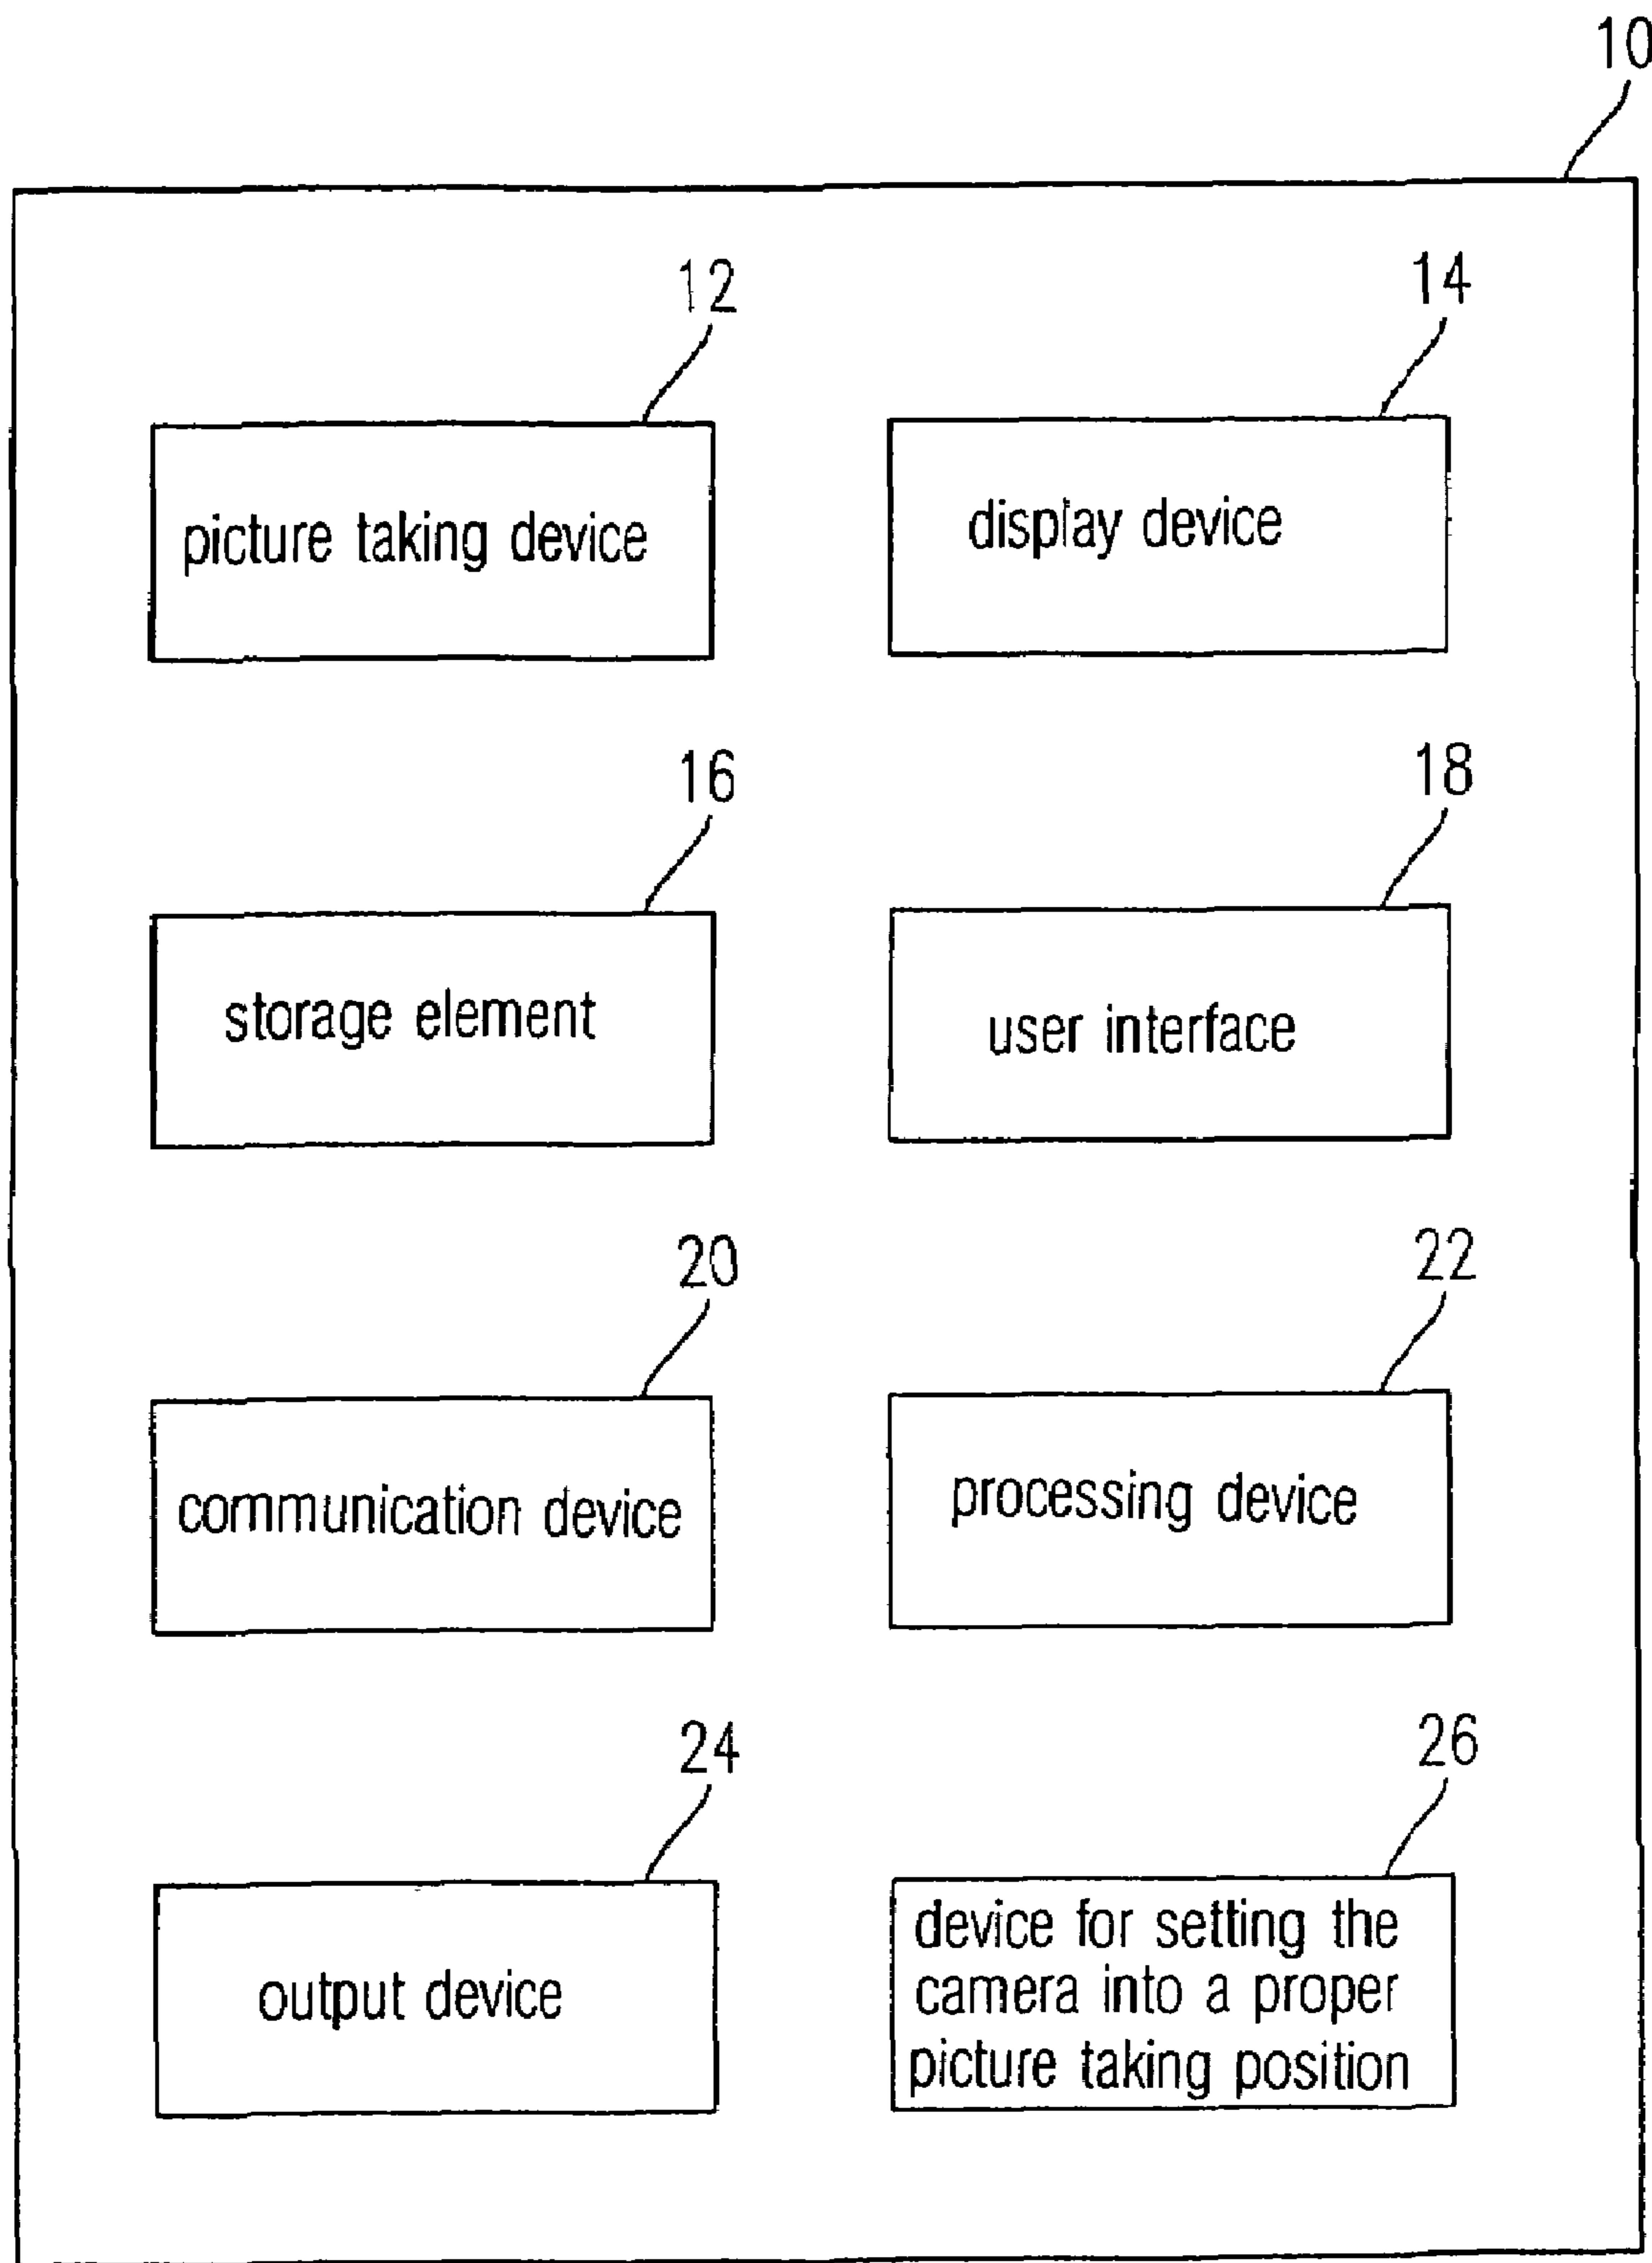 10
12
14
picture taking device
display device
16
18
storage element
user interface
20
22
communication device
processing device
24
26
output device
device for setting the
camera into a proper
picture taking position